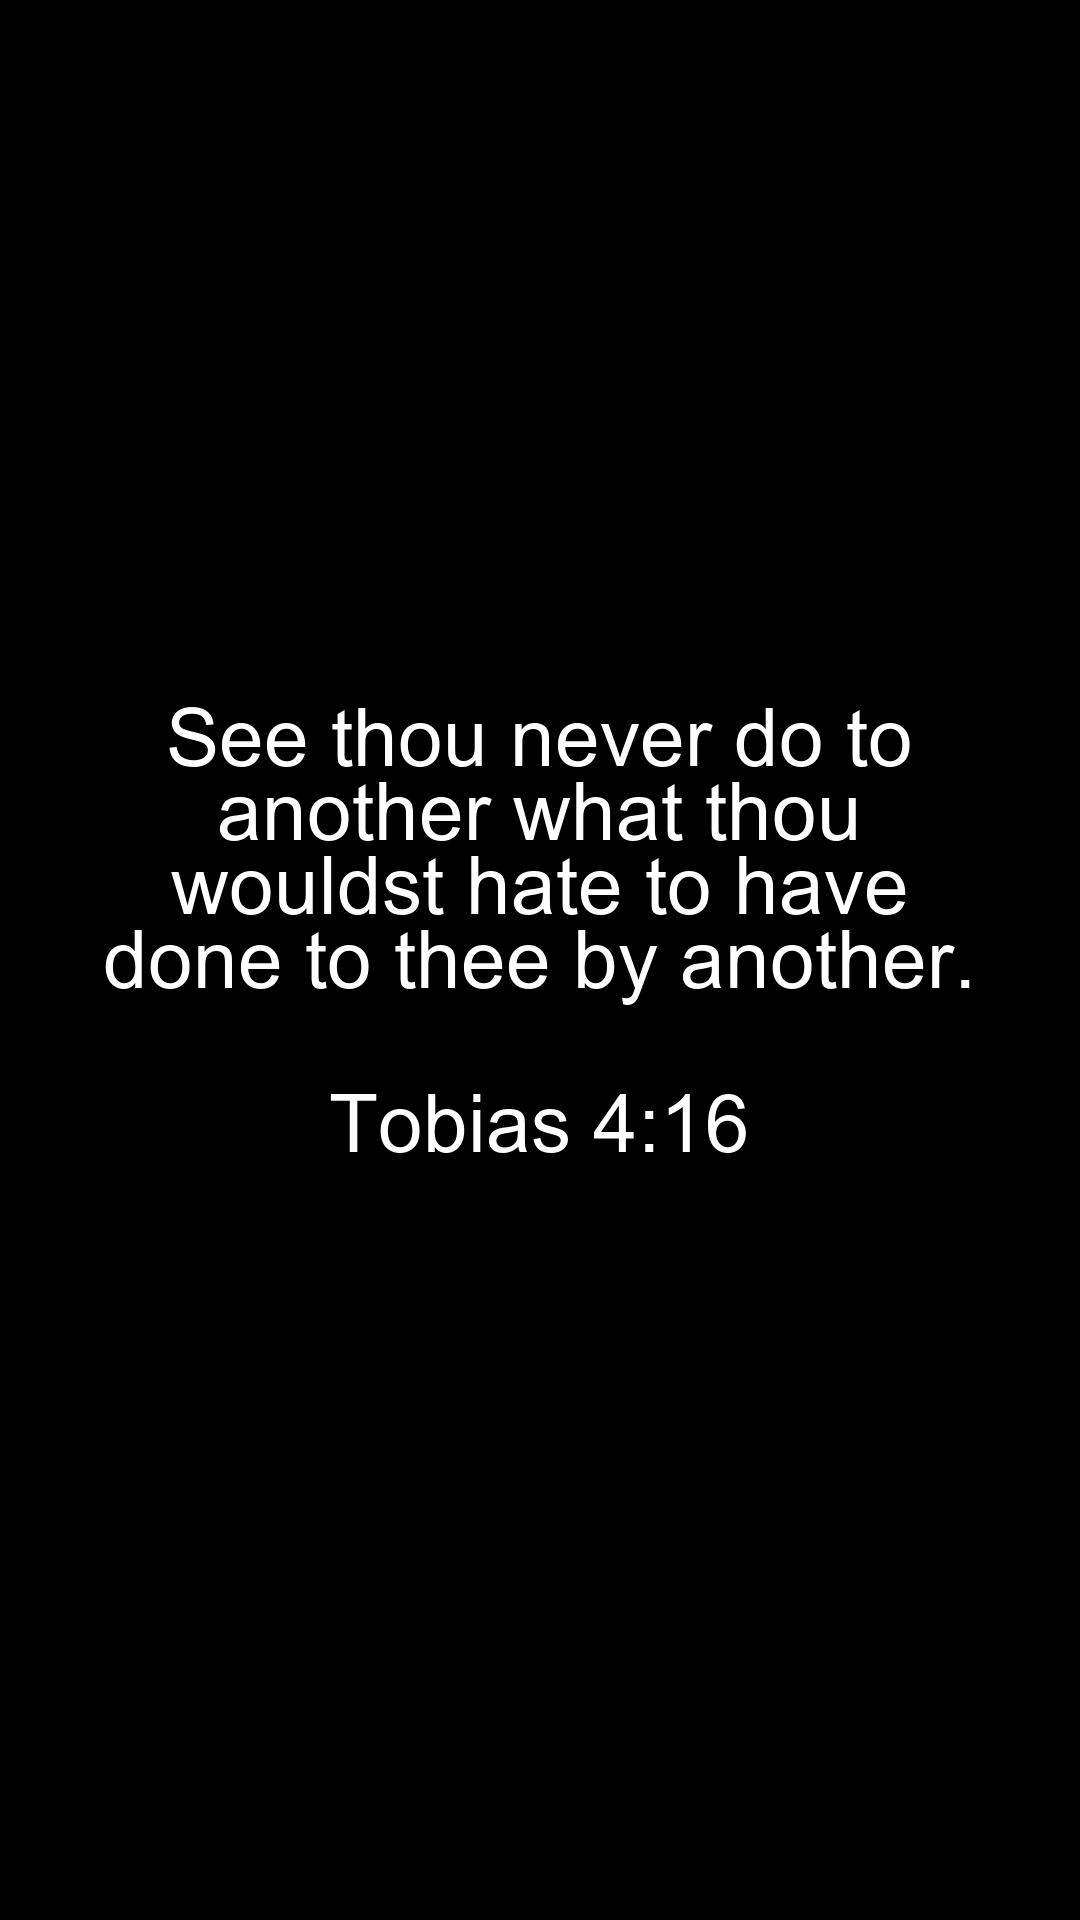 See thou never do to
another what thou
wouldst hate to have
done to thee by another.
Tobias 4:16